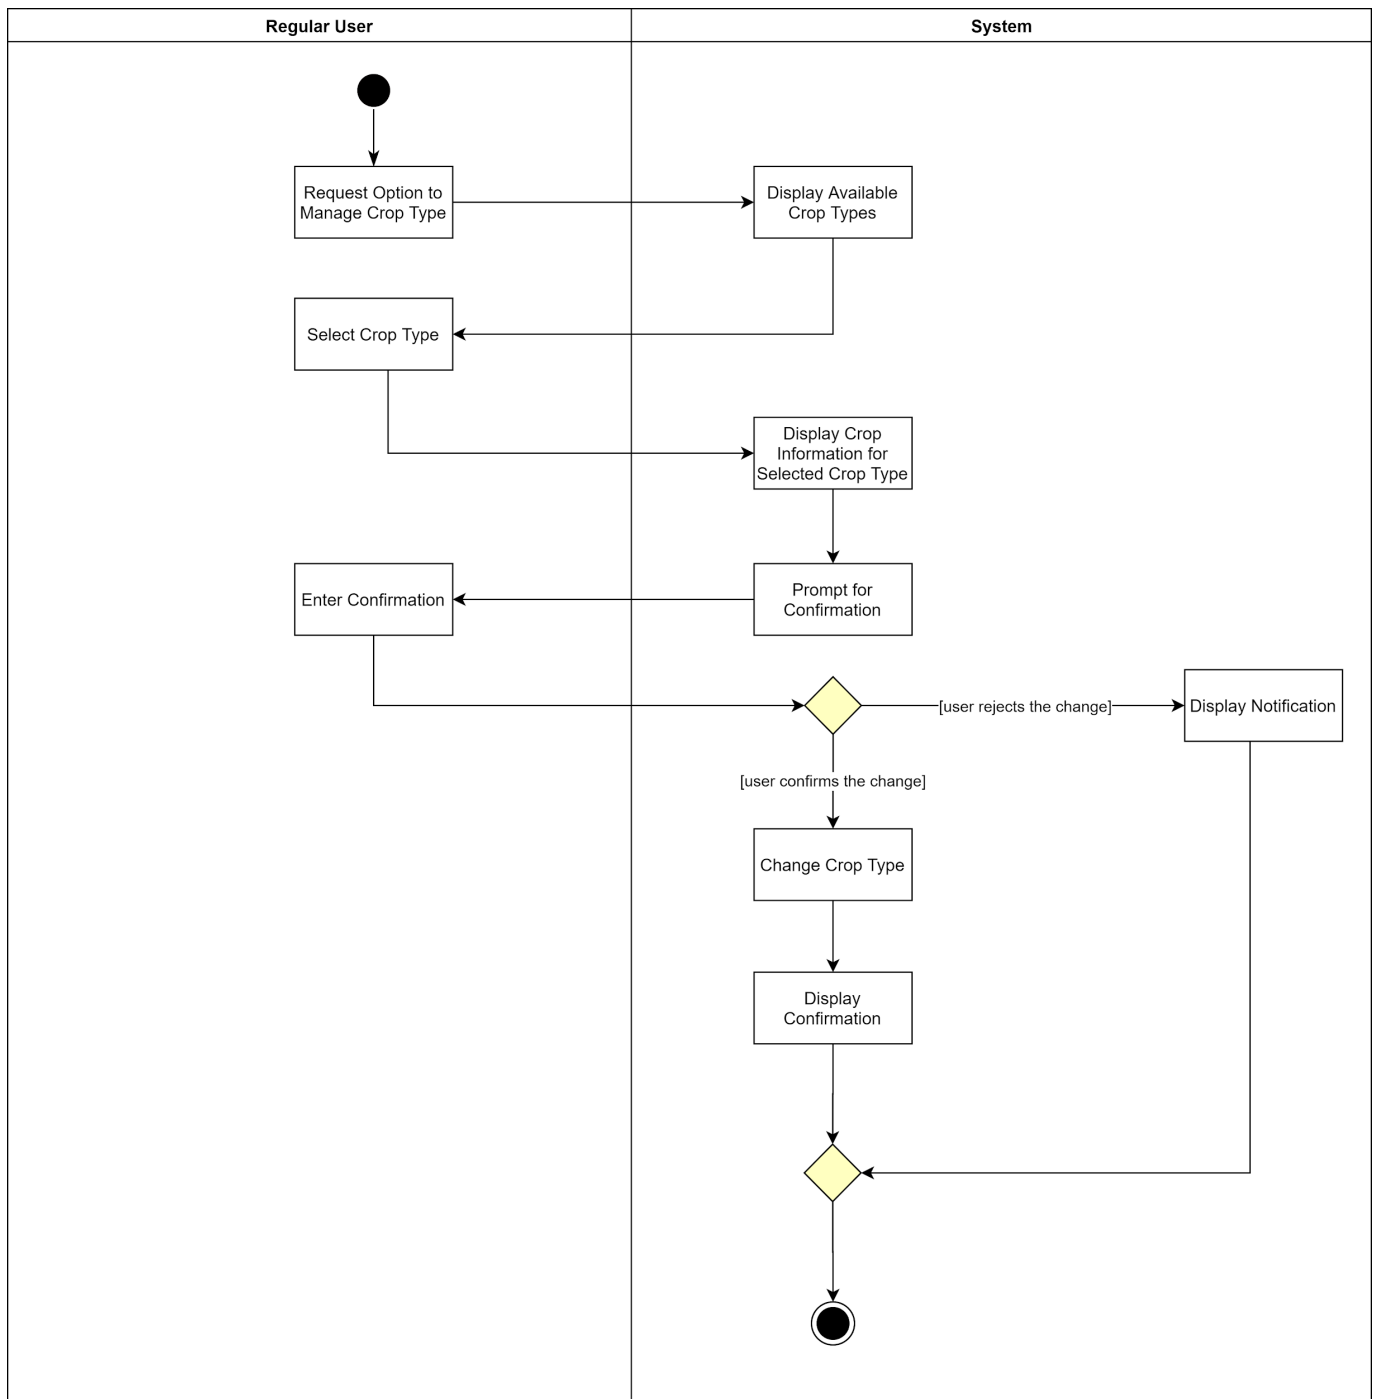 Regular User
System
Request Option to
Manage Crop Type
Display Available
Crop Types
Select Crop Type
Display Crop
Information for
Selected Crop Type
Enter Confirmation
Prompt for
Confirmation
[user rejects the change]
Display Notification
[user confirms the change]
Change Crop Type
Display
Confirmation